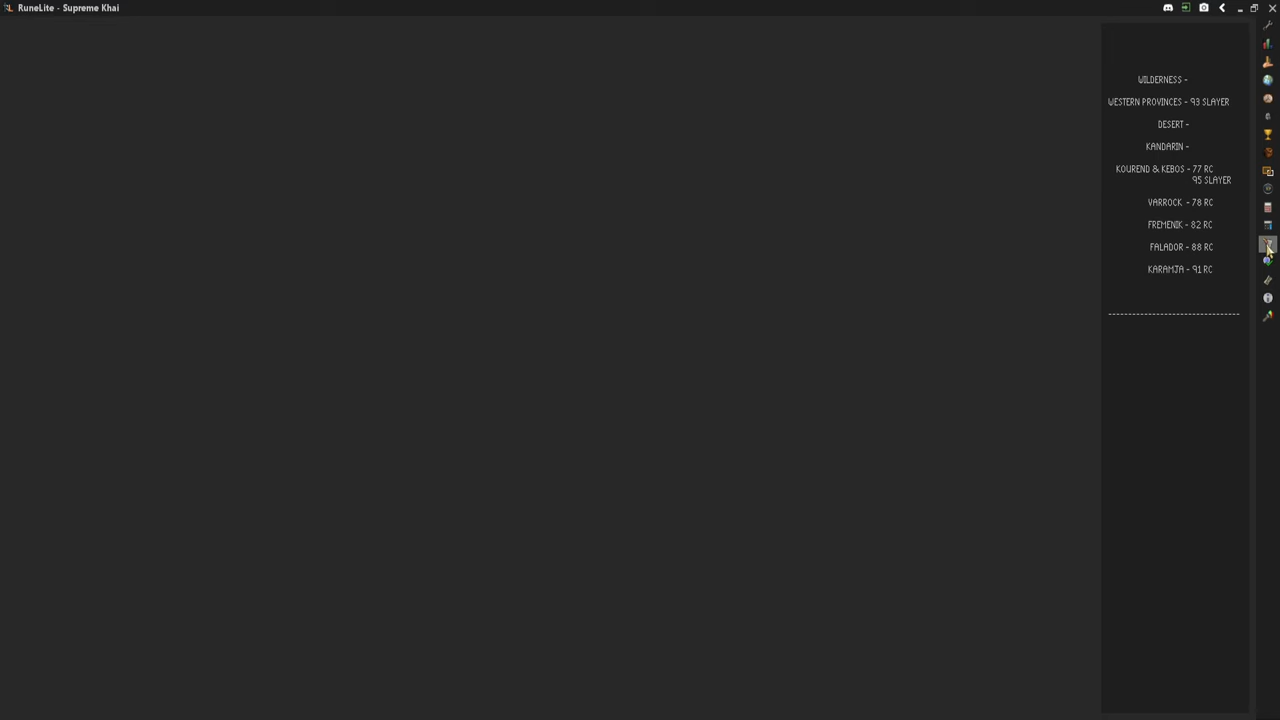 RuneLite - Supreme Khai
WILDERNESS -
WESTERN PROVINCES - 93 SLAYER
DESERT -
KANDARIN -
KOUREND & KEBOS - 77 RC
95 SLAYER
VARROCK - 78 RC
FREMENIK - 82 RC
FALADOR - 88 RC
KARAMJA - 91 RC
---------------------------------